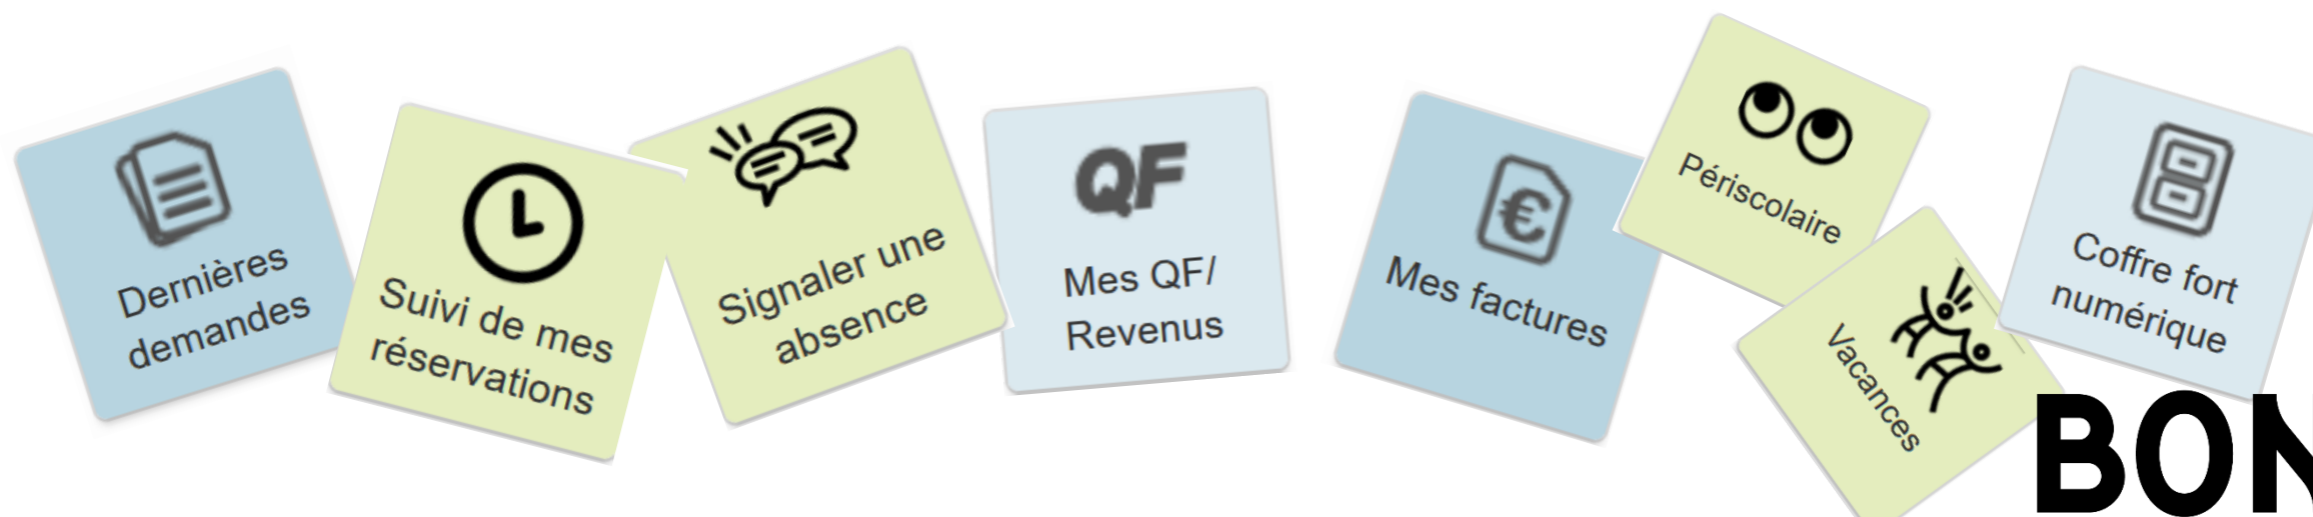 Dernières
demandes
Suivi de mes
réservations
Signaler une
absence
QF
Mes QF/
Revenus
€
Mes factures
Périscolaire
Vacances
Coffre fort
numérique
BON